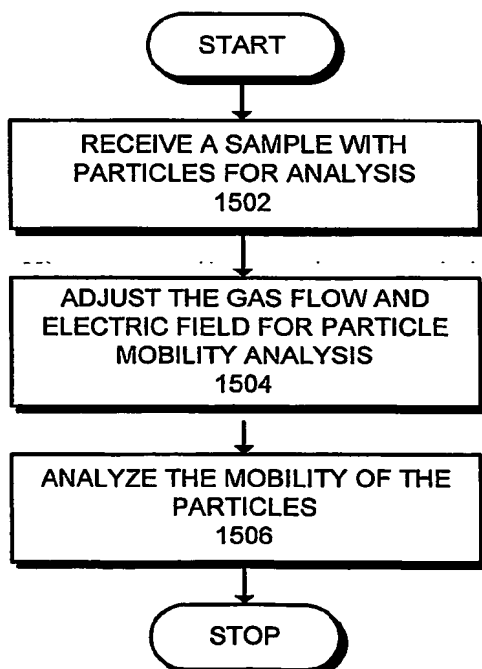 START
RECEIVE A SAMPLE WITH
PARTICLES FOR ANALYSIS
1502
ADJUST THE GAS FLOW AND
ELECTRIC FIELD FOR PARTICLE
MOBILITY ANALYSIS
1504
ANALYZE THE MOBILITY OF THE
PARTICLES
1506
STOP